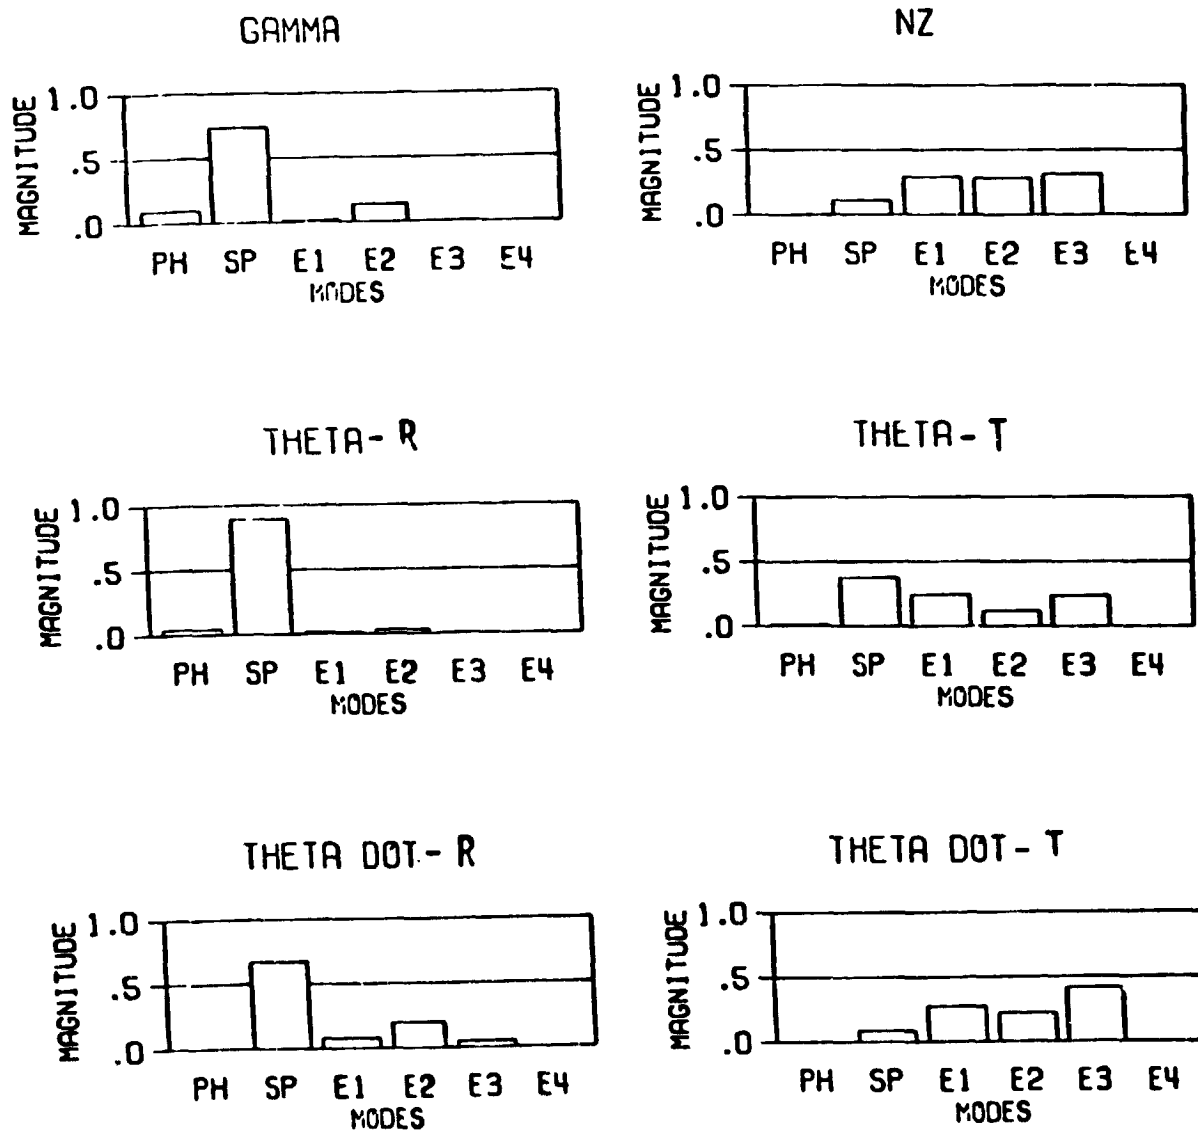 GAMMA
MAGNITUDE
1.0
.5
.0
PH SP E1 E2 E3 E4
MODES
NZ
MAGNITUDE
1.0
.5
.0
PH SP E1 E2 E3 E4
MODES
THETA- R
MAGNITUDE
1.0
.5
.0
PH SP E1 E2 E3 E4
MODES
THETA- T
MAGNITUDE
1.0
.5
.0
PH SP E1 E2 E3 E4
MODES
THETA DOT- R
MAGNITUDE
1.0
.5
.0
PH SP E1 E2 E3 E4
MODES
THETA DOT- T
MAGNITUDE
1.0
.5
.0
PH SP E1 E2 E3 E4
MODES